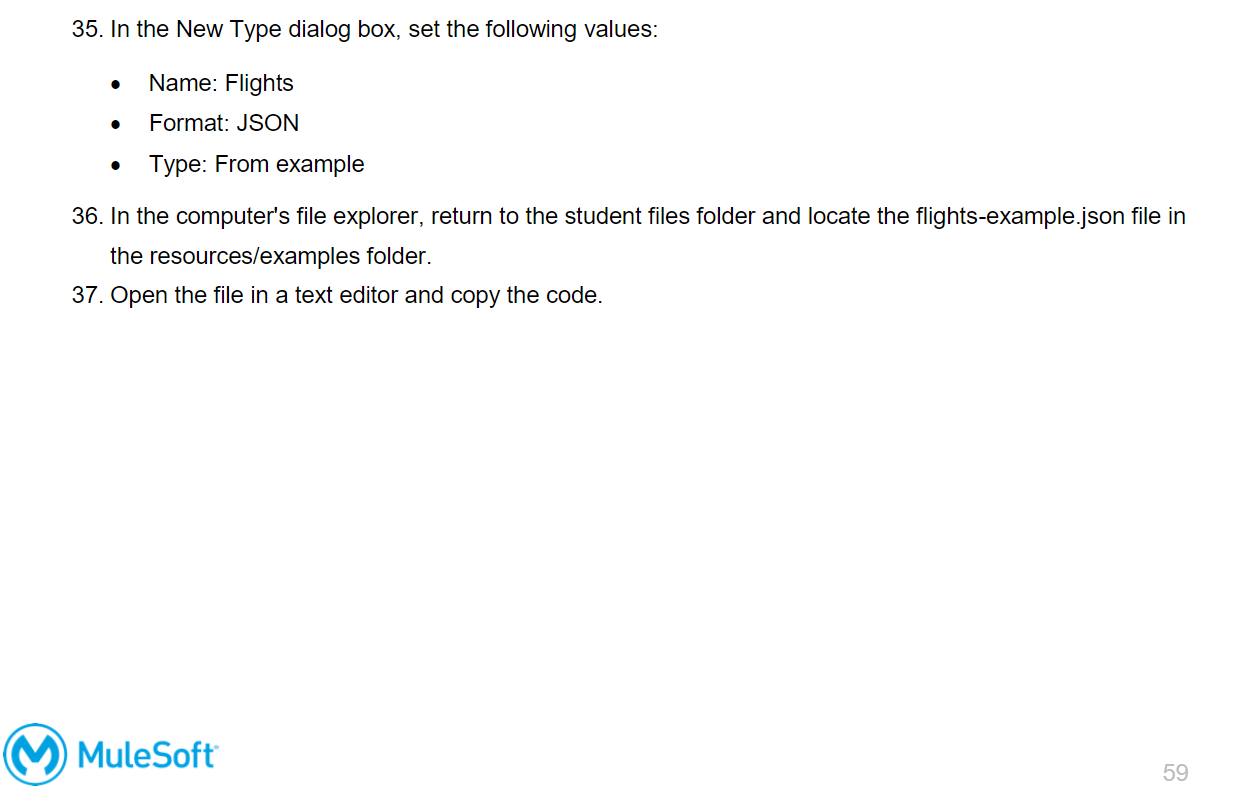 35. In the New Type dialog box, set the following values:
• Name: Flights
• Format: JSON
• Type: From example
36. In the computer's file explorer, return to the student files folder and locate the flights-example.json file in
the resources/examples folder.
37. Open the file in a text editor and copy the code.
MuleSoft
59